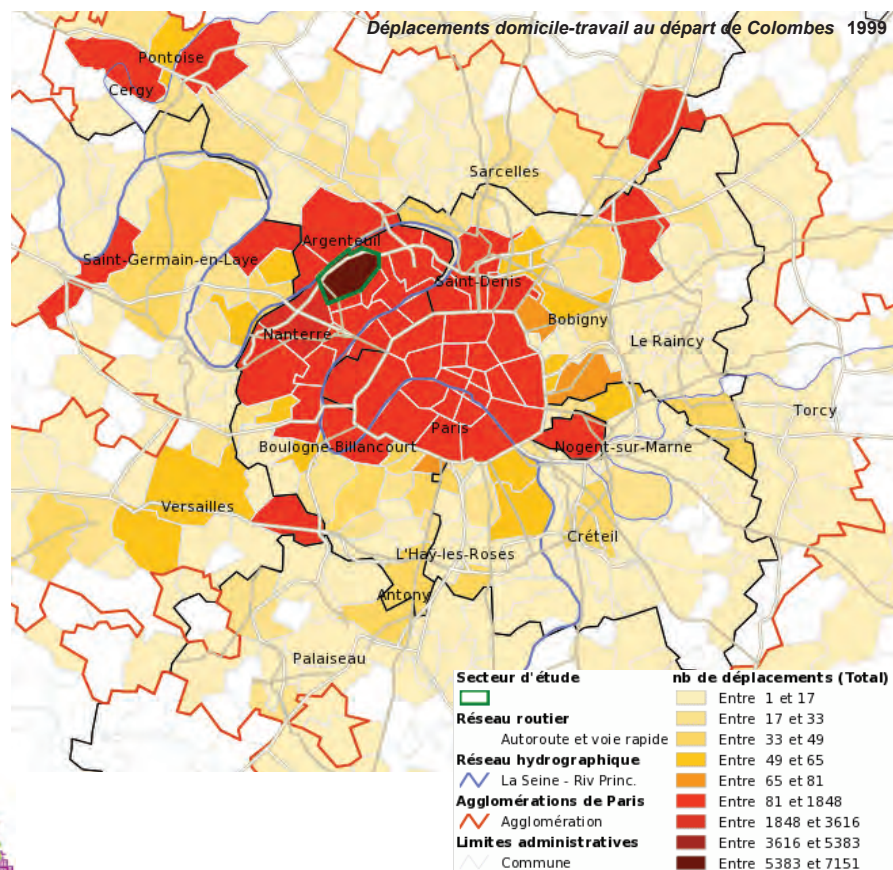 Déplacements domicile-travail au départ de Colombes 1999
Pontoise
Cergy
Sarcelles
Argenteuil
Saint-Germain-en-Laye
Saint-Denis
Bobigny
Nanterre
Le Raincy
Torcy
Paris
Boulogne-Billancourt
Nogent-sur-Marne
Versailles
Créteil
L'Haÿ-les-Roses
Antony
Palaiseau
Secteur d'étude
Réseau routier
Autoroute et voie rapide
Réseau hydrographique
La Seine - Riv Princ.
Agglomérations de Paris
Agglomération
Limites administratives
Commune
nb de déplacements (Total)
Entre 1 et 17
Entre 17 et 33
Entre 33 et 49
Entre 49 et 65
Entre 65 et 81
Entre 81 et 1848
Entre 1848 et 3616
Entre 3616 et 5383
Entre 5383 et 7151